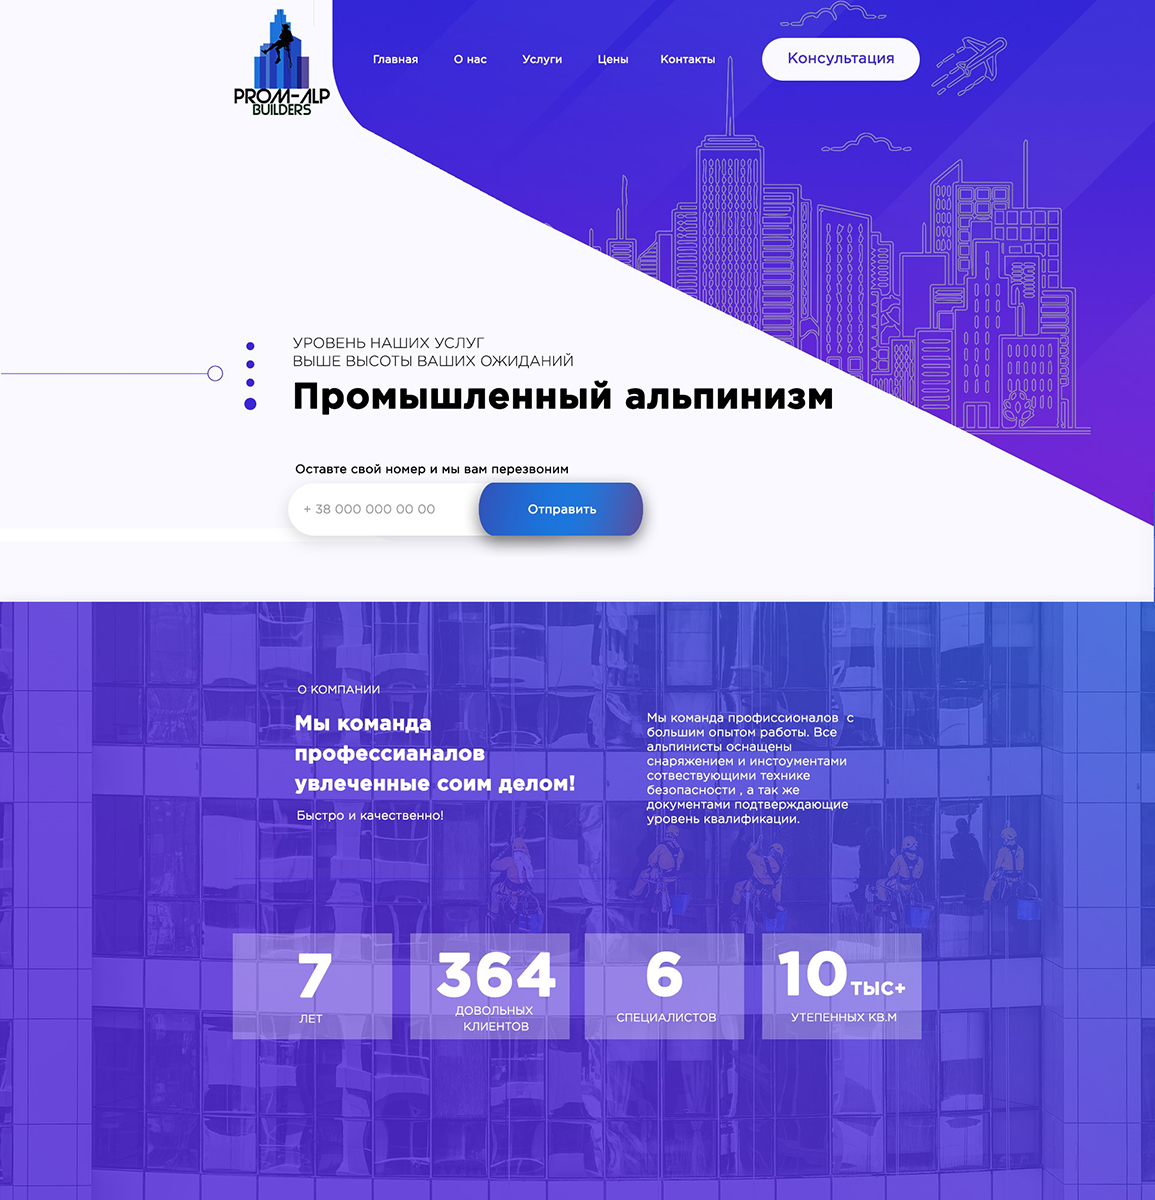 PROM-ALP
BUILDERS
Главная О нас Услуги Цены Контакты Консультация
УРОВЕНЬ НАШИХ УСЛУГ
ВЫШЕ ВЫСОТЫ ВАШИХ ОЖИДАНИЙ
Промышленный альпинизм
Оставте свой номер и мы вам перезвоним
+ 38 000 000 00 00 Отправить
О КОМПАНИИ
Мы команда
профессианалов
увлеченные соим делом!
Быстро и качественно!
Мы команда профиссионалов с
большим опытом работы. Все
альпинисты оснащены
снаряжением и инстоументами
сотвествующими технике
безопасности , а так же
документами подтверждающие
уровень квалификации.
7
ЛЕТ
364
ДОВОЛЬНЫХ
КЛИЕНТОВ
6
СПЕЦИАЛИСТОВ
10 тыс+
УТЕПЕННЫХ КВ.М